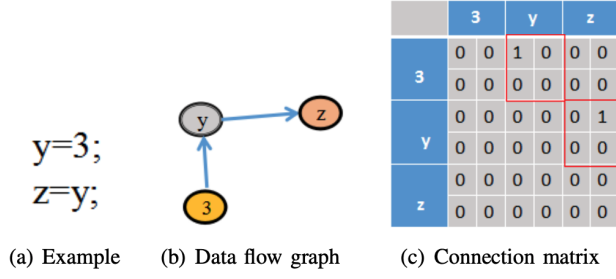 y=3;
z=y;
(a) Example
y
z
3
(b) Data flow graph
3 y z
3
0 0 1 0 0 0
0 0 0 0 0 0
y
0 0 0 0 0 1
0 0 0 0 0 0
z
0 0 0 0 0 0
0 0 0 0 0 0
(c) Connection matrix